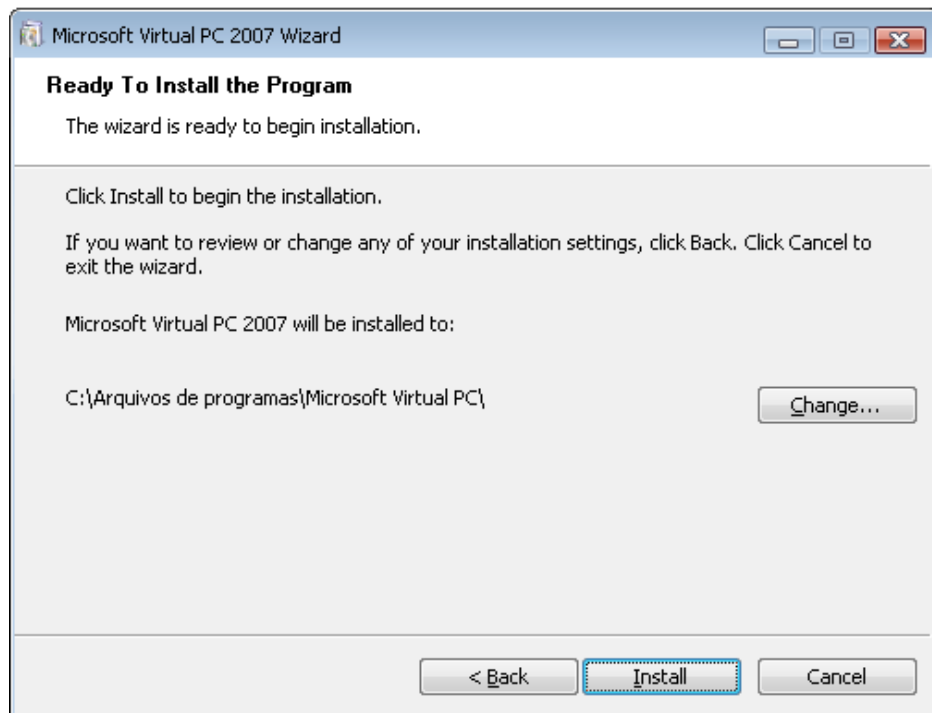 Microsoft Virtual PC 2007 Wizard
Ready To Install the Program
The wizard is ready to begin installation.
Click Install to begin the installation.
If you want to review or change any of your installation settings, click Back. Click Cancel to
exit the wizard.
Microsoft Virtual PC 2007 will be installed to:
C:\Arquivos de programas\Microsoft Virtual PC\
Change...
< Back
Install
Cancel